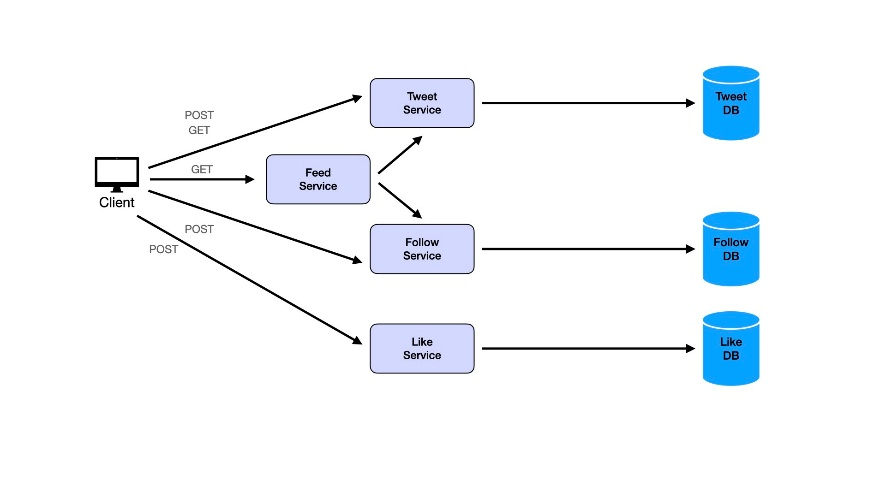 Tweet
Service
Tweet
DB
POST
GET
GET
Feed
Service
Client
POST
POST
Follow
Service
Follow
DB
Like
Service
Like
DB